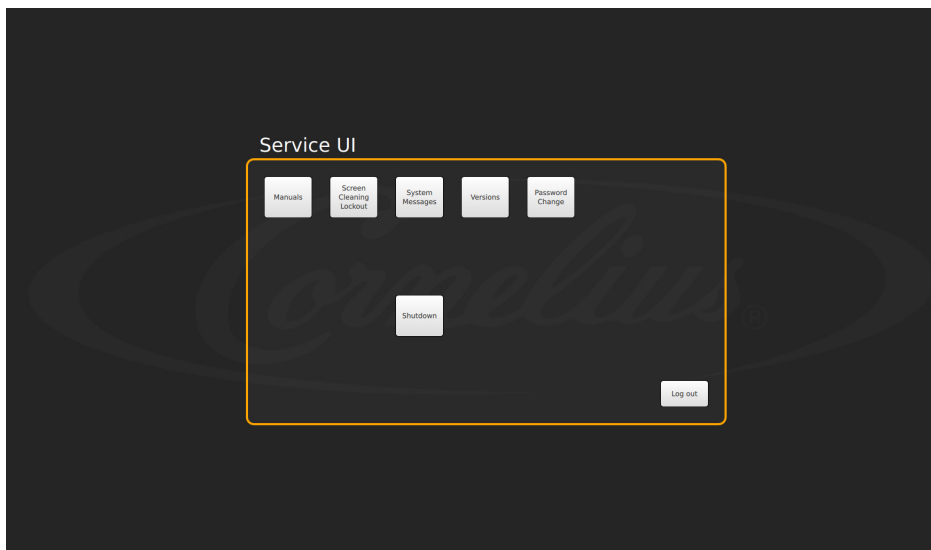 Service UI
Manuals
Screen
Cleaning
Lockout
System
Messages
Versions
Password
Change
Cornelius®
Shutdown
Log out